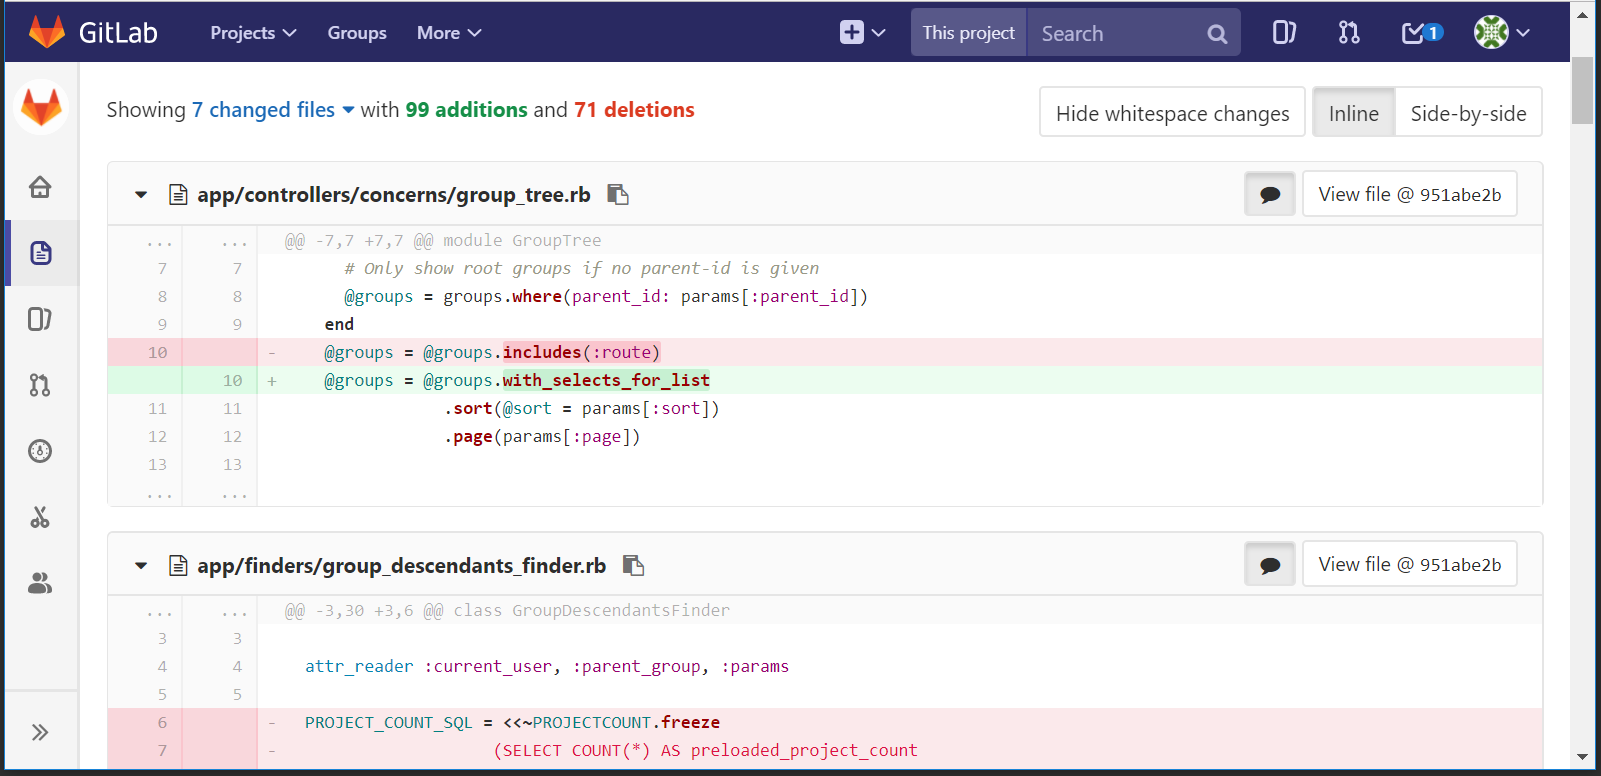 GitLab Projects Groups More This project Search 1
Showing 7 changed files with 99 additions and 71 deletions Hide whitespace changes Inline Side-by-side
app/controllers/concerns/group_tree.rb View file @ 951abe2b
... ... @@ -7,7 +7,7 @@ module GroupTree
7 7 # Only show root groups if no parent-id is given
8 8 @groups = groups.where(parent_id: params[:parent_id])
9 9 end
10 - @groups = @groups.includes(:route)
10 + @groups = @groups.with_selects_for_list
11 11 .sort(@sort = params[:sort])
12 12 .page(params[:page])
13 13
... ...
app/finders/group_descendants_finder.rb View file @ 951abe2b
... ... @@ -3,30 +3,6 @@ class GroupDescendantsFinder
3 3
4 4 attr_reader :current_user, :parent_group, :params
5 5
6 - PROJECT_COUNT_SQL = <<~PROJECTCOUNT.freeze
7 - (SELECT COUNT(*) AS preloaded_project_count